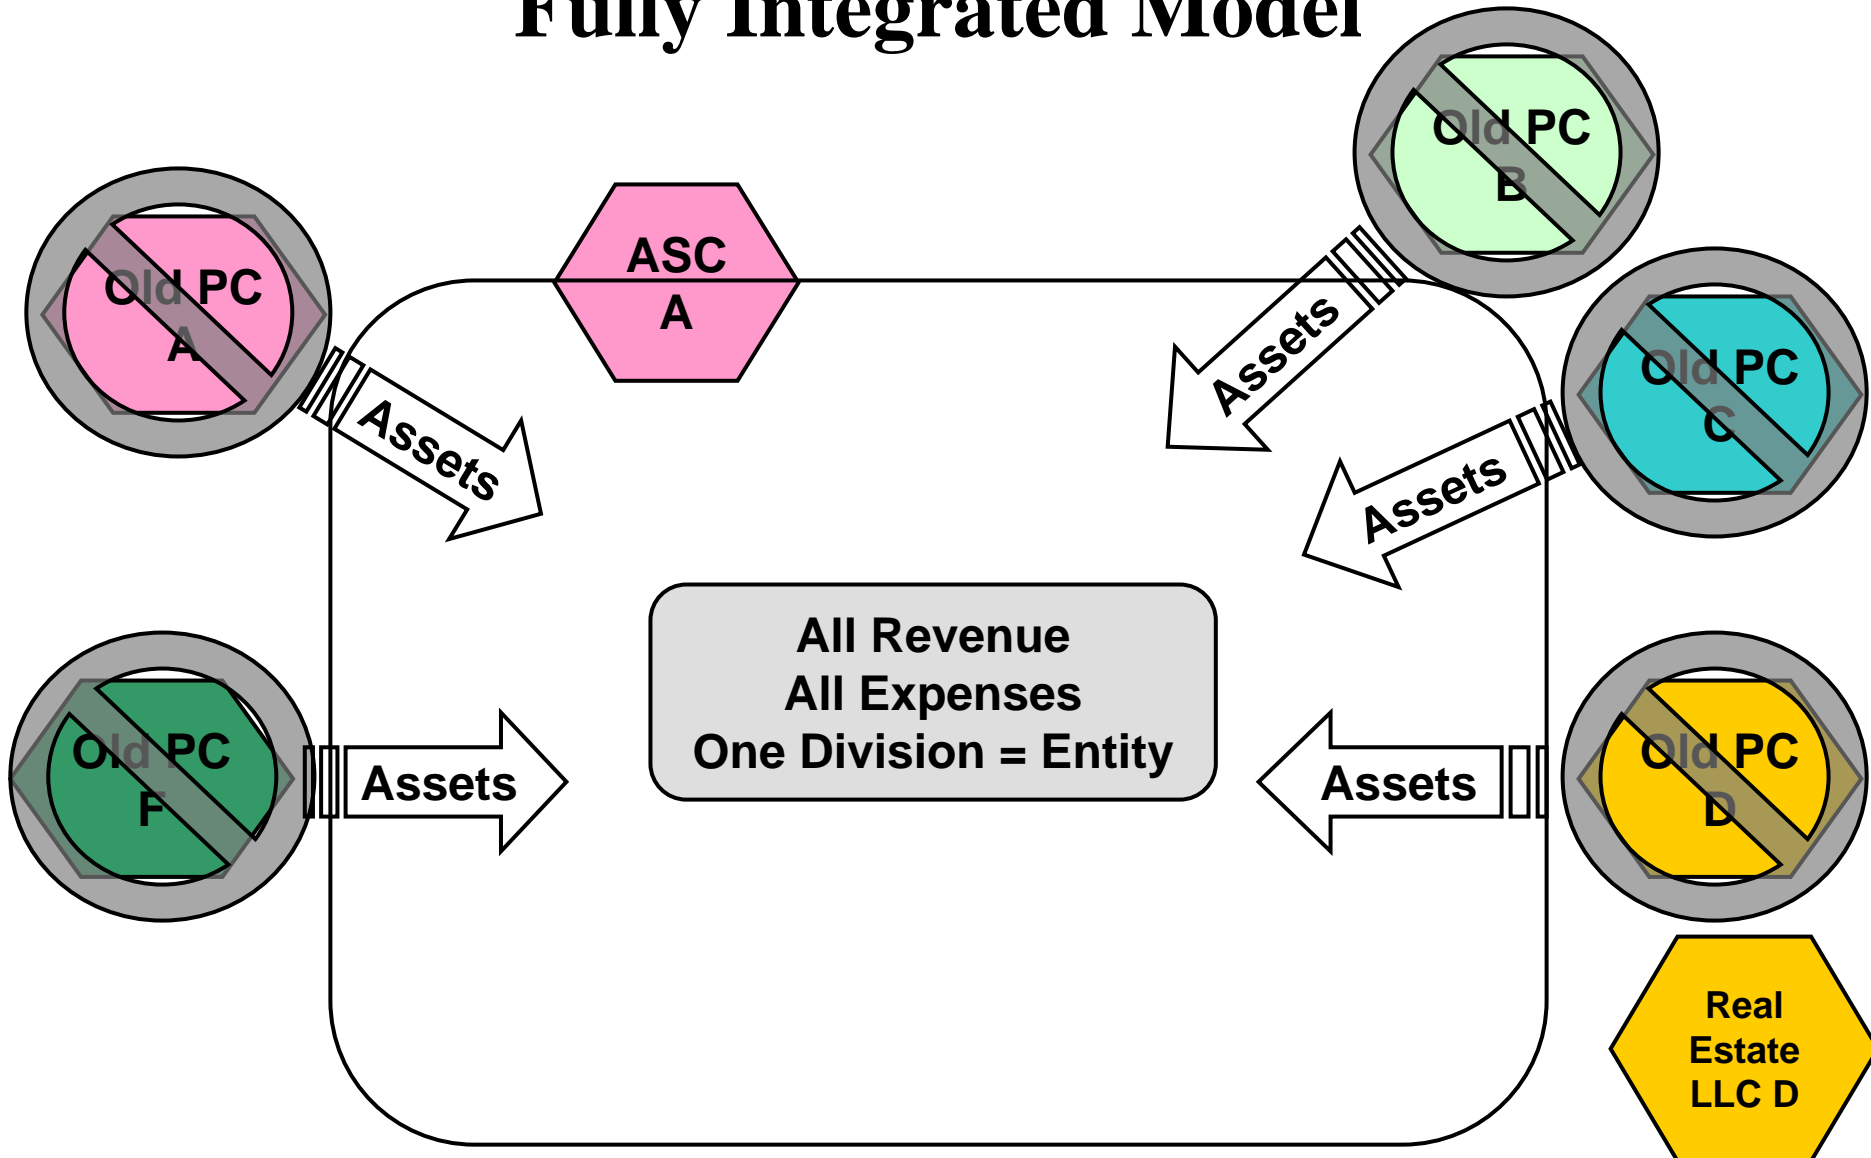 Fully Integrated Model
Old PC
B
Old PC
A
ASC
A
Assets
Old PC
C
Assets
Assets
All Revenue
All Expenses
One Division = Entity
Old PC
F
Assets
Assets
Old PC
D
Real
Estate
LLC D